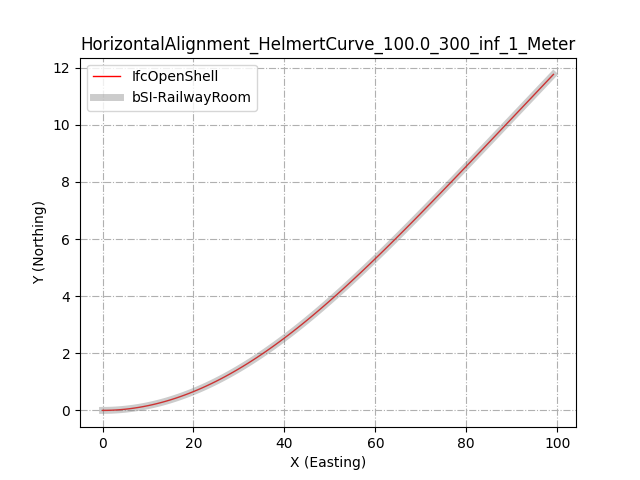 HorizontalAlignment_HelmertCurve_100.0_300_inf_1_Meter
IfcOpenShell
bSI-RailwayRoom
12
10
8
6
4
2
0
Y (Northing)
0 20 40 60 80 100
X (Easting)